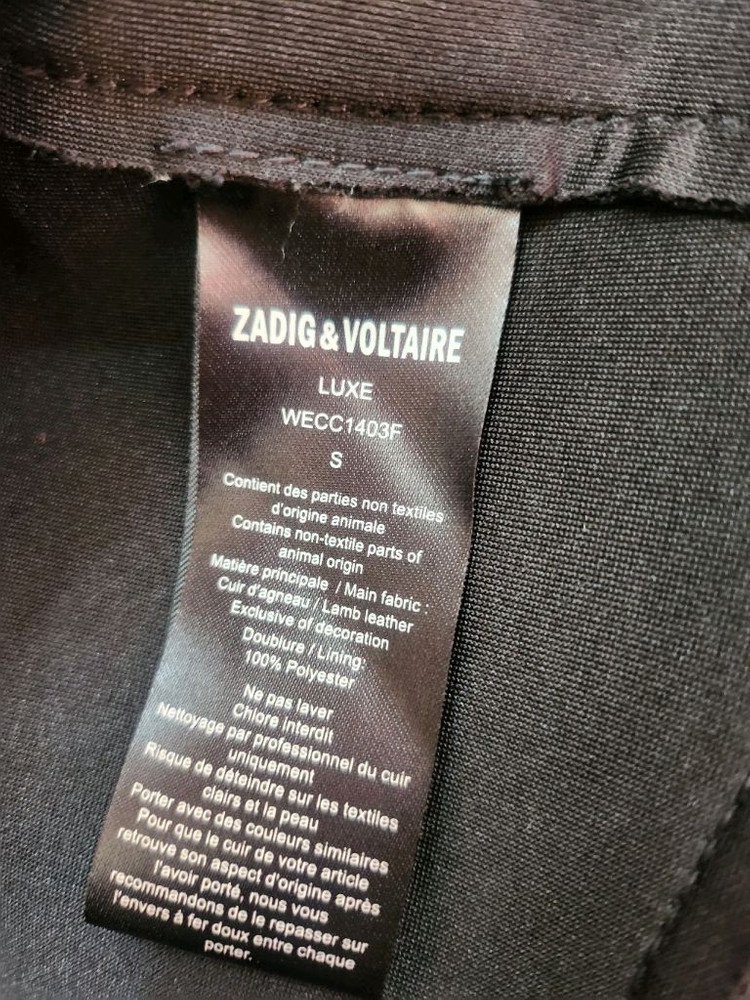 ZADIG & VOLTAIRE
LUXE
WECC1403F
S
Contient des parties non textiles
d'origine animale
Contains non-textile parts of
animal origin
Matière principale / Main fabric :
Cuir d'agneau / Lamb leather
Exclusive of decoration
Doublure / Lining:
100% Polyester
Ne pas laver
Chlore interdit
Nettoyage par professionnel du cuir
uniquement
Risque de déteindre sur les textiles
clairs et la peau
Porter avec des couleurs similaires
Pour que le cuir de votre article
retrouve son aspect d'origine après
l'avoir porté, nous vous
recommandons de le repasser sur
l'envers à fer doux entre chaque
porter.